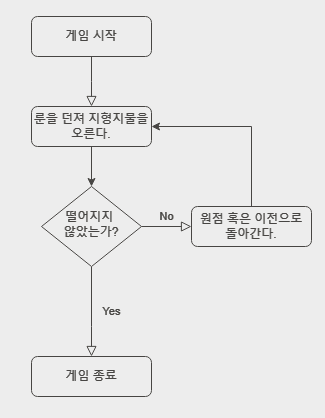 게임 시작
룬을 던져 지형지물을
오른다.
떨어지지
않았는가?
No
원점 혹은 이전으로
돌아간다.
Yes
게임 종료